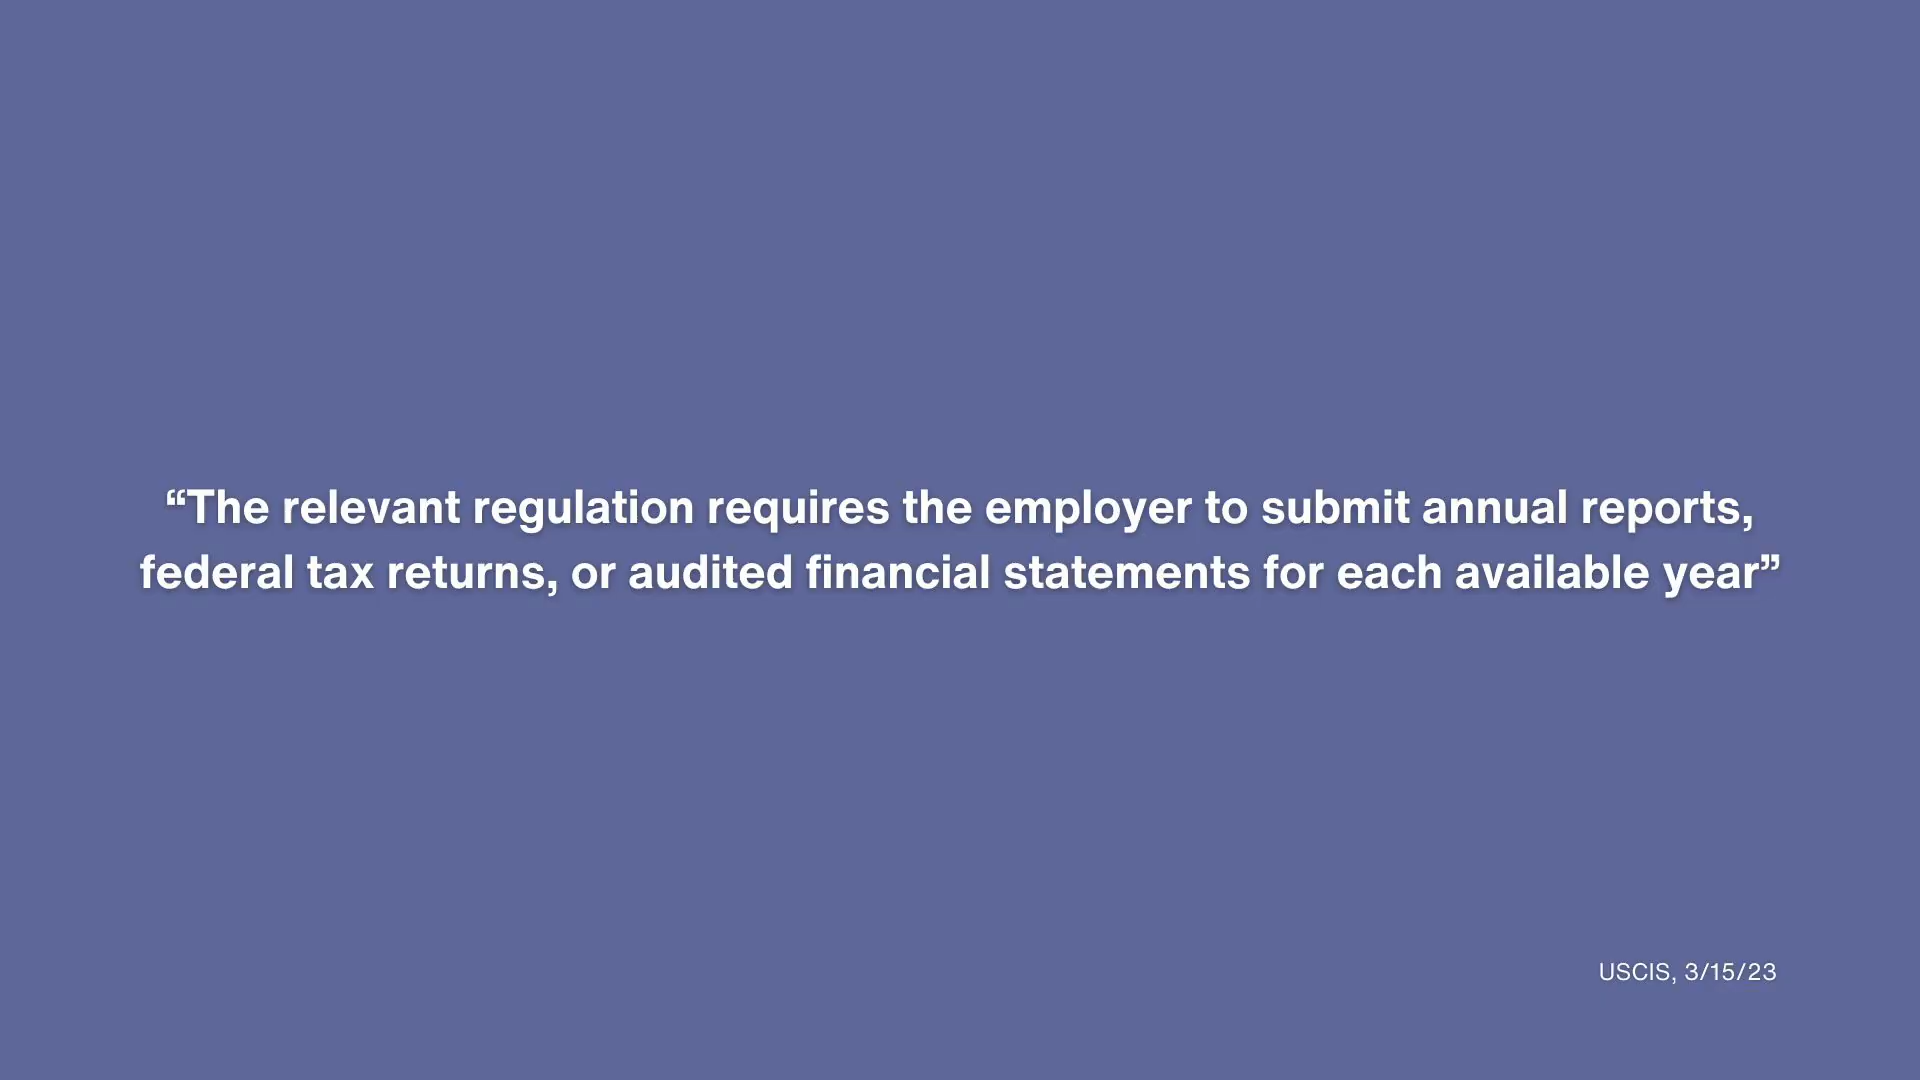 “The relevant regulation requires the employer to submit annual reports,
federal tax returns, or audited financial statements for each available year”
USCIS, 3/15/23